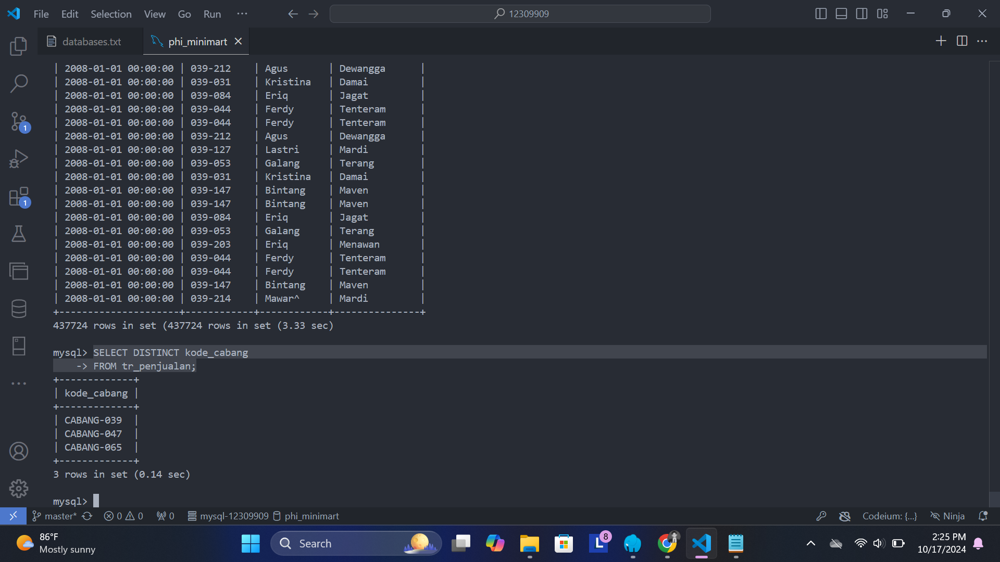 File Edit Selection View Go Run ···
12309909
databases.txt
phi_minimart
| 2008-01-01 00:00:00 | 039-212 | Agus | Dewangga |
| 2008-01-01 00:00:00 | 039-031 | Kristina | Damai |
| 2008-01-01 00:00:00 | 039-084 | Eriq | Jagat |
| 2008-01-01 00:00:00 | 039-044 | Ferdy | Tenteram |
| 2008-01-01 00:00:00 | 039-044 | Ferdy | Tenteram |
| 2008-01-01 00:00:00 | 039-212 | Agus | Dewangga |
| 2008-01-01 00:00:00 | 039-127 | Lastri | Mardi |
| 2008-01-01 00:00:00 | 039-053 | Galang | Terang |
| 2008-01-01 00:00:00 | 039-031 | Kristina | Damai |
| 2008-01-01 00:00:00 | 039-147 | Bintang | Maven |
| 2008-01-01 00:00:00 | 039-147 | Bintang | Maven |
| 2008-01-01 00:00:00 | 039-084 | Eriq | Jagat |
| 2008-01-01 00:00:00 | 039-053 | Galang | Terang |
| 2008-01-01 00:00:00 | 039-203 | Eriq | Menawan |
| 2008-01-01 00:00:00 | 039-044 | Ferdy | Tenteram |
| 2008-01-01 00:00:00 | 039-044 | Ferdy | Tenteram |
| 2008-01-01 00:00:00 | 039-147 | Bintang | Maven |
| 2008-01-01 00:00:00 | 039-214 | Mawar^ | Mardi |
+---------------------+------------+------------+---------------+
437724 rows in set (437724 rows in set (3.33 sec)
mysql> SELECT DISTINCT kode_cabang
-> FROM tr_penjualan;
+-------------+
| kode_cabang |
+-------------+
| CABANG-039 |
| CABANG-047 |
| CABANG-065 |
+-------------+
3 rows in set (0.14 sec)
mysql>
1
1
master* 0 0 0 mysql-12309909 phi_minimart Codeium: {...} Ninja
86°F
Mostly sunny
Search
L 8
2:25 PM
10/17/2024